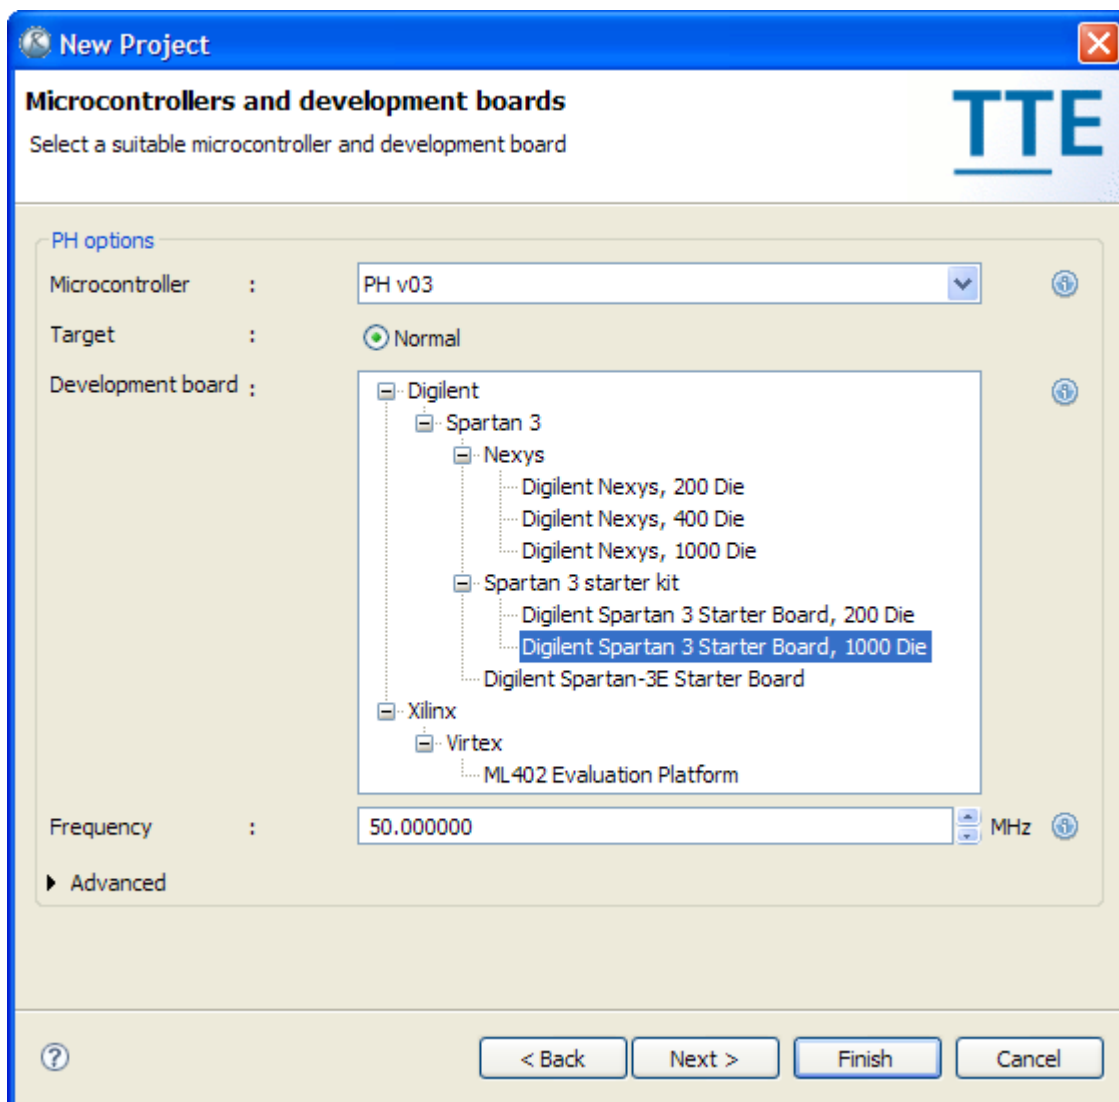 New Project
Microcontrollers and development boards
Select a suitable microcontroller and development board
TTE
PH options
Microcontroller : PH v03
Target : Normal
Development board :
Digilent
Spartan 3
Nexys
Digilent Nexys, 200 Die
Digilent Nexys, 400 Die
Digilent Nexys, 1000 Die
Spartan 3 starter kit
Digilent Spartan 3 Starter Board, 200 Die
Digilent Spartan 3 Starter Board, 1000 Die
Digilent Spartan-3E Starter Board
Xilinx
Virtex
ML402 Evaluation Platform
Frequency : 50.000000 MHz
Advanced
? < Back Next > Finish Cancel